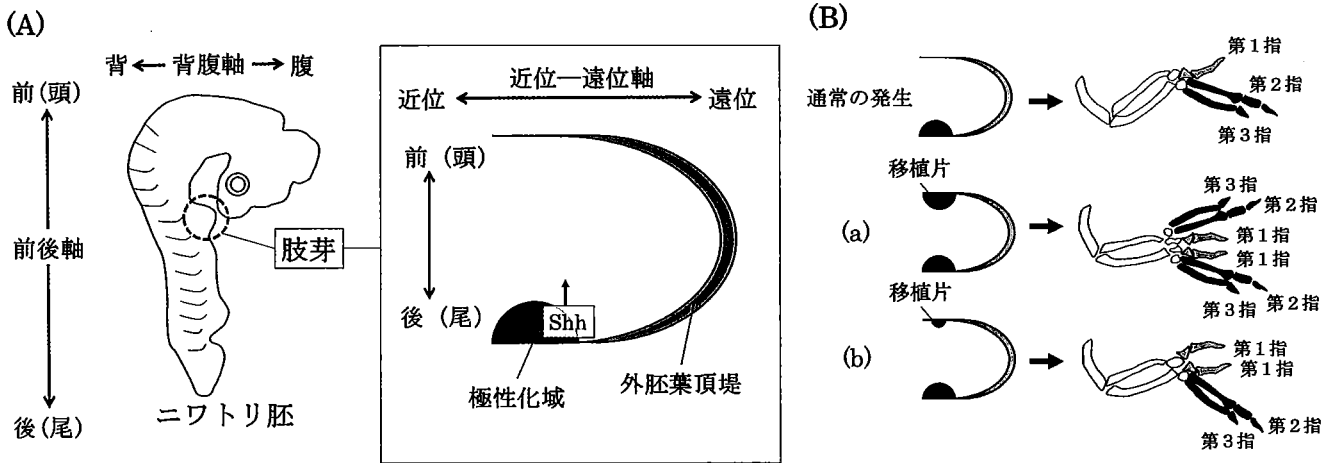 (A)
背 ← 背腹軸 → 腹
前(頭)
前後軸
後(尾)
ニワトリ胚
肢芽
近位―遠位軸
近位
遠位
前 (頭)
後 (尾)
Shh
極性化域
外胚葉頂堤
(B)
通常の発生
第1指
第2指
第3指
移植片
(a)
第3指
第2指
第1指
第1指
第2指
第3指
移植片
(b)
第1指
第1指
第2指
第3指